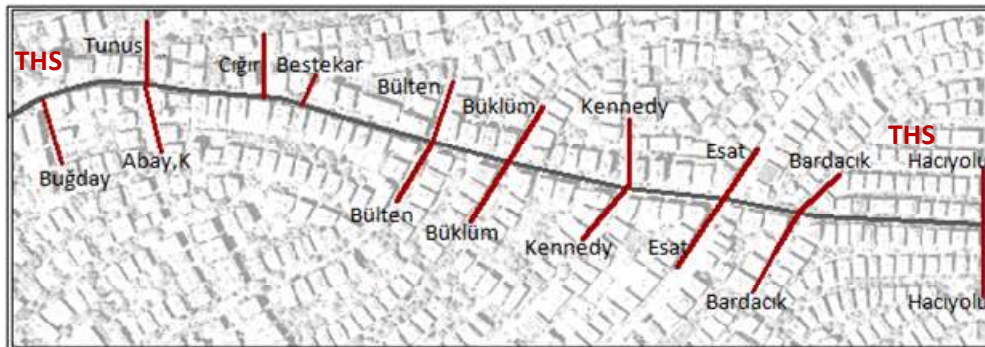 THS
Tunus
Cığır
Bestekar
Bülten
Büklüm
Kennedy
Esat
Bardacık
THS
Hacıyolu
Buğday
Abay,K
Bülten
Büklüm
Kennedy
Esat
Bardacık
Hacıyolu